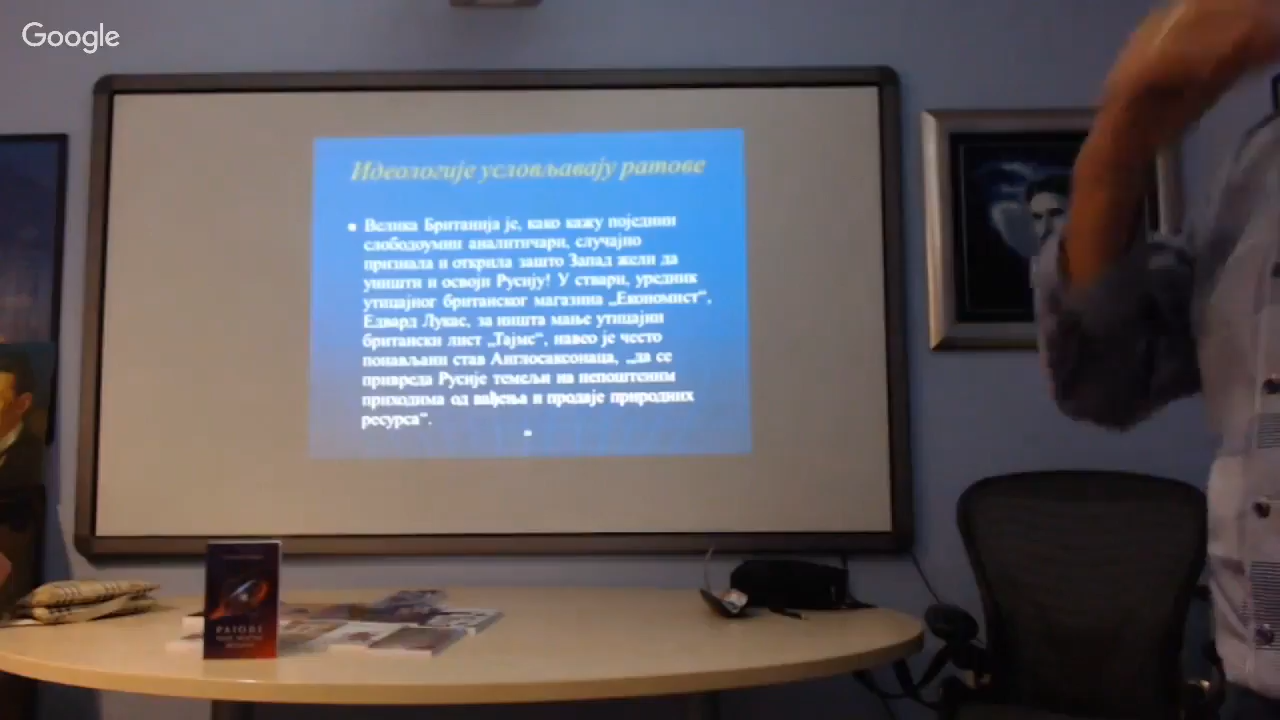 Google
Идеологије условљавају ратове
Велика Британија је, како кажу поједини
слободоумни аналитичари, случајно
признала и открила зашто Запад жели да
уништи и освоји Русију! У ствари, уредник
утицајног британског магазина „Економист“,
Едвард Лукас, за ништа мање утицајни
британски лист „Тајмс“, навео је често
понављани став Англосаксонаца, „да се
привреда Русије темељи на непоштеним
приходима од вађења и продаје природних
ресурса“.